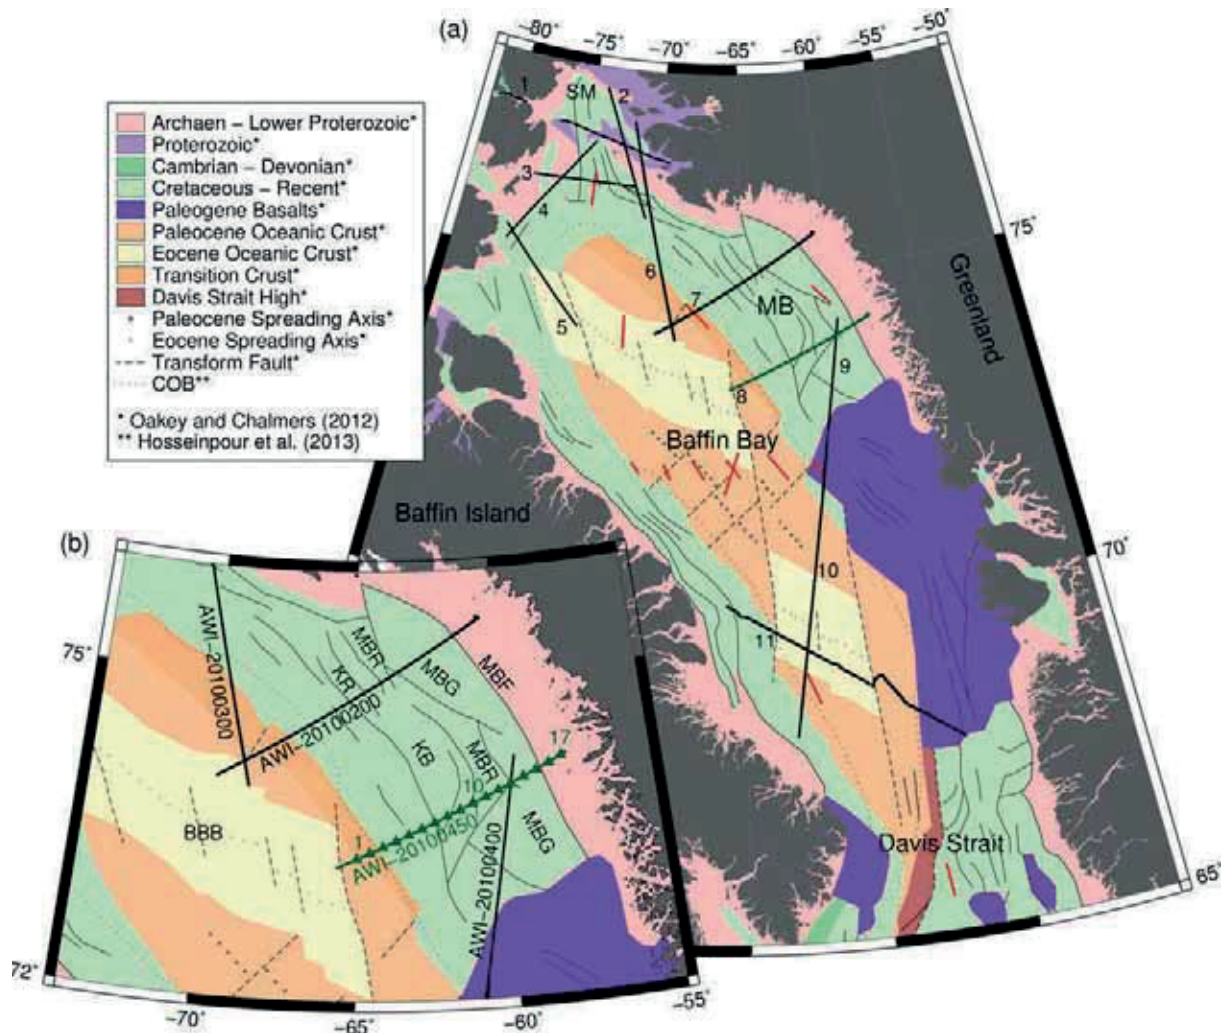 (a)
−80°
−75°
−70°
−65°
−60°
−55°
−50°
Archaen − Lower Proterozoic*
Proterozoic*
Cambrian − Devonian*
Cretaceous − Recent*
Paleogene Basalts*
Paleocene Oceanic Crust*
Eocene Oceanic Crust*
Transition Crust*
Davis Strait High*
Paleocene Spreading Axis*
Eocene Spreading Axis*
Transform Fault*
COB**
* Oakey and Chalmers (2012)
** Hosseinpour et al. (2013)
1
SM
2
3
4
5
6
7
MB
8
9
10
11
75°
70°
65°
Greenland
Baffin Bay
Baffin Island
Davis Strait
(b)
75°
72°
−70°
−65°
−60°
−55°
AWI−20100300
AWI−20100200
MBR
KR
MBG
MBF
KB
MBR
MBG
17
10
1
AWI−20100450
AWI−20100400
BBB